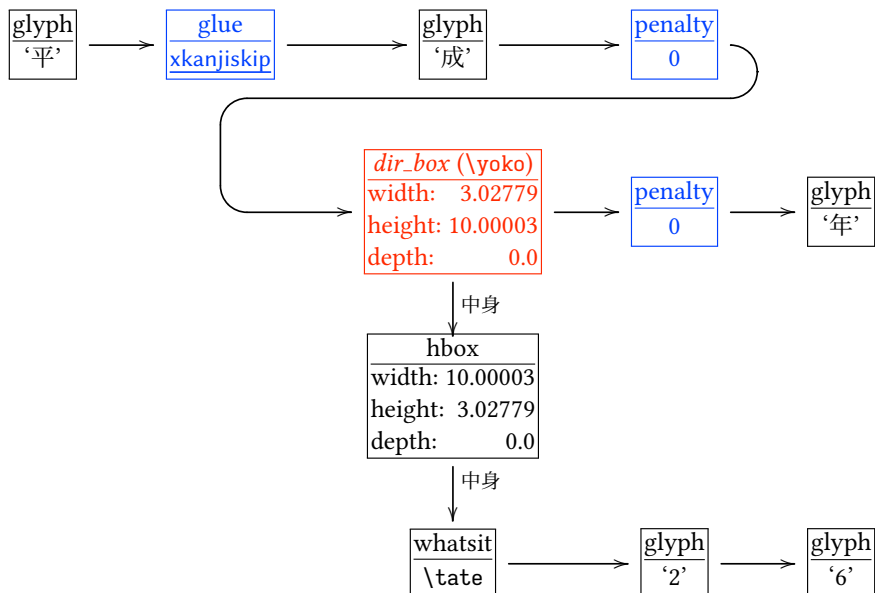 glyph
‘平’
glue
xkanjiskip
glyph
‘成’
penalty
0
dir_box (\yoko)
width: 3.02779
height: 10.00003
depth: 0.0
penalty
0
glyph
‘年’
中身
hbox
width: 10.00003
height: 3.02779
depth: 0.0
中身
whatsit
\tate
glyph
‘2’
glyph
‘6’